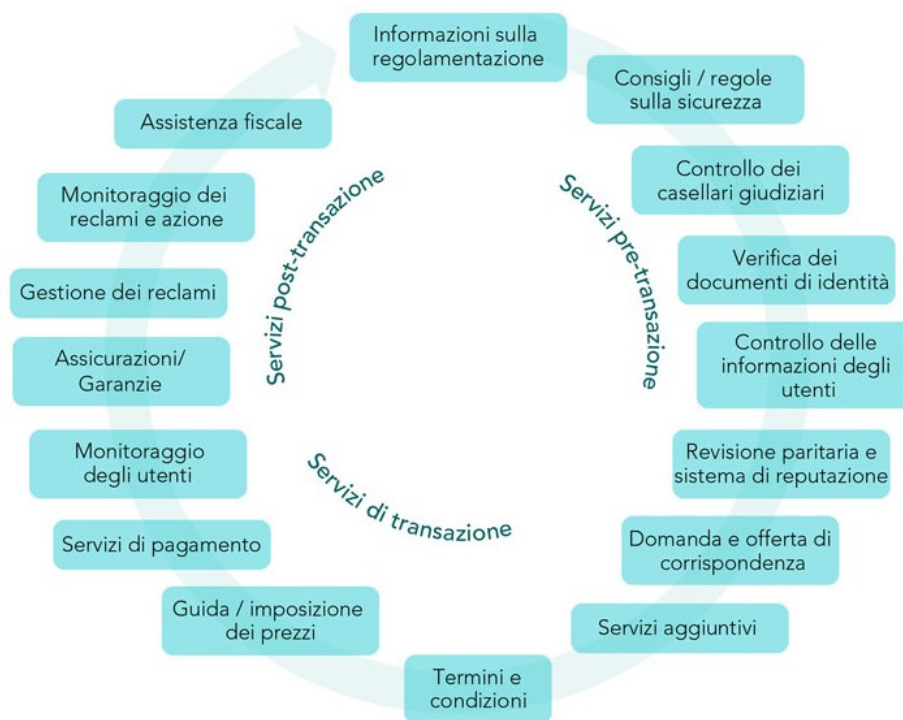 Informazioni sulla
regolamentazione
Consigli / regole
sulla sicurezza
Controllo dei
casellari giudiziari
Verifica dei
documenti di identità
Controllo delle
informazioni degli
utenti
Revisione paritaria e
sistema di reputazione
Domanda e offerta di
corrispondenza
Servizi aggiuntivi
Termini e
condizioni
Guida / imposizione
dei prezzi
Servizi di pagamento
Monitoraggio
degli utenti
Assicurazioni/
Garanzie
Gestione dei reclami
Monitoraggio dei
reclami e azione
Assistenza fiscale
Servizi pre-transazione
Servizi di transazione
Servizi post-transazione